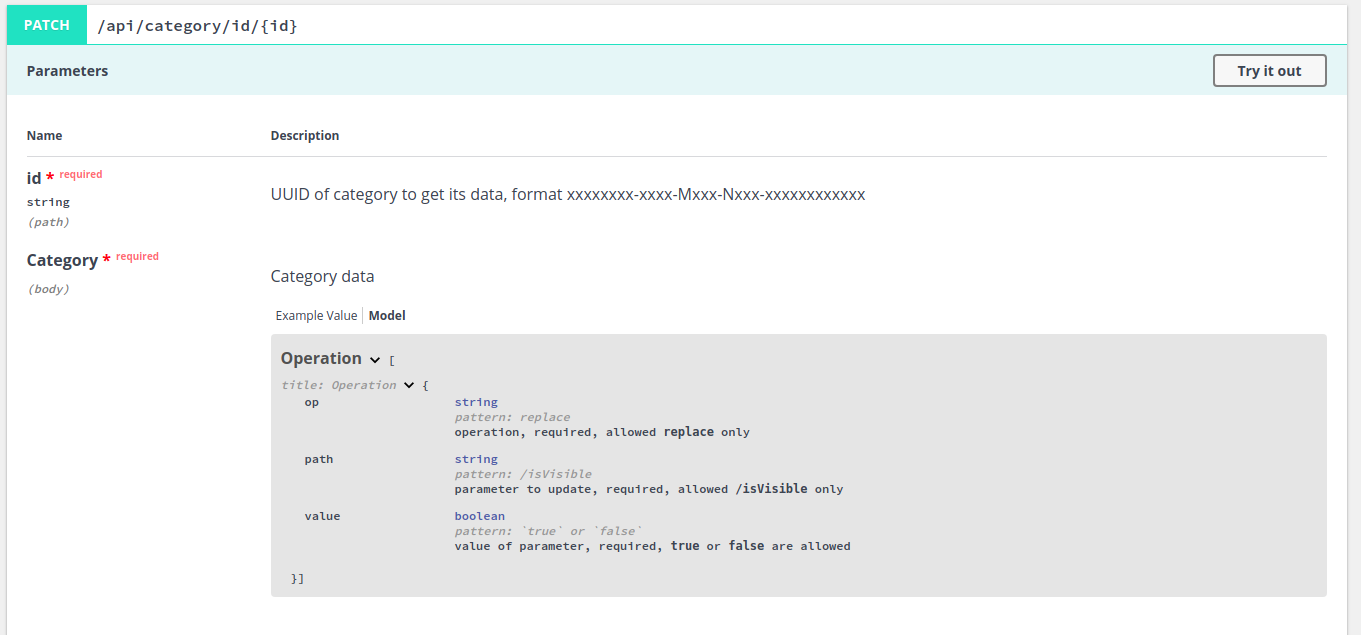 PATCH /api/category/id/{id}
Parameters Try it out
Name Description
id * required
string
(path)
UUID of category to get its data, format xxxxxxxx-xxxx-Mxxx-Nxxx-xxxxxxxxxxxx
Category * required
(body)
Category data
Example Value Model
Operation [
title: Operation {
op string
pattern: replace
operation, required, allowed replace only
path string
pattern: /isVisible
parameter to update, required, allowed /isVisible only
value boolean
pattern: `true` or `false`
value of parameter, required, true or false are allowed
}]